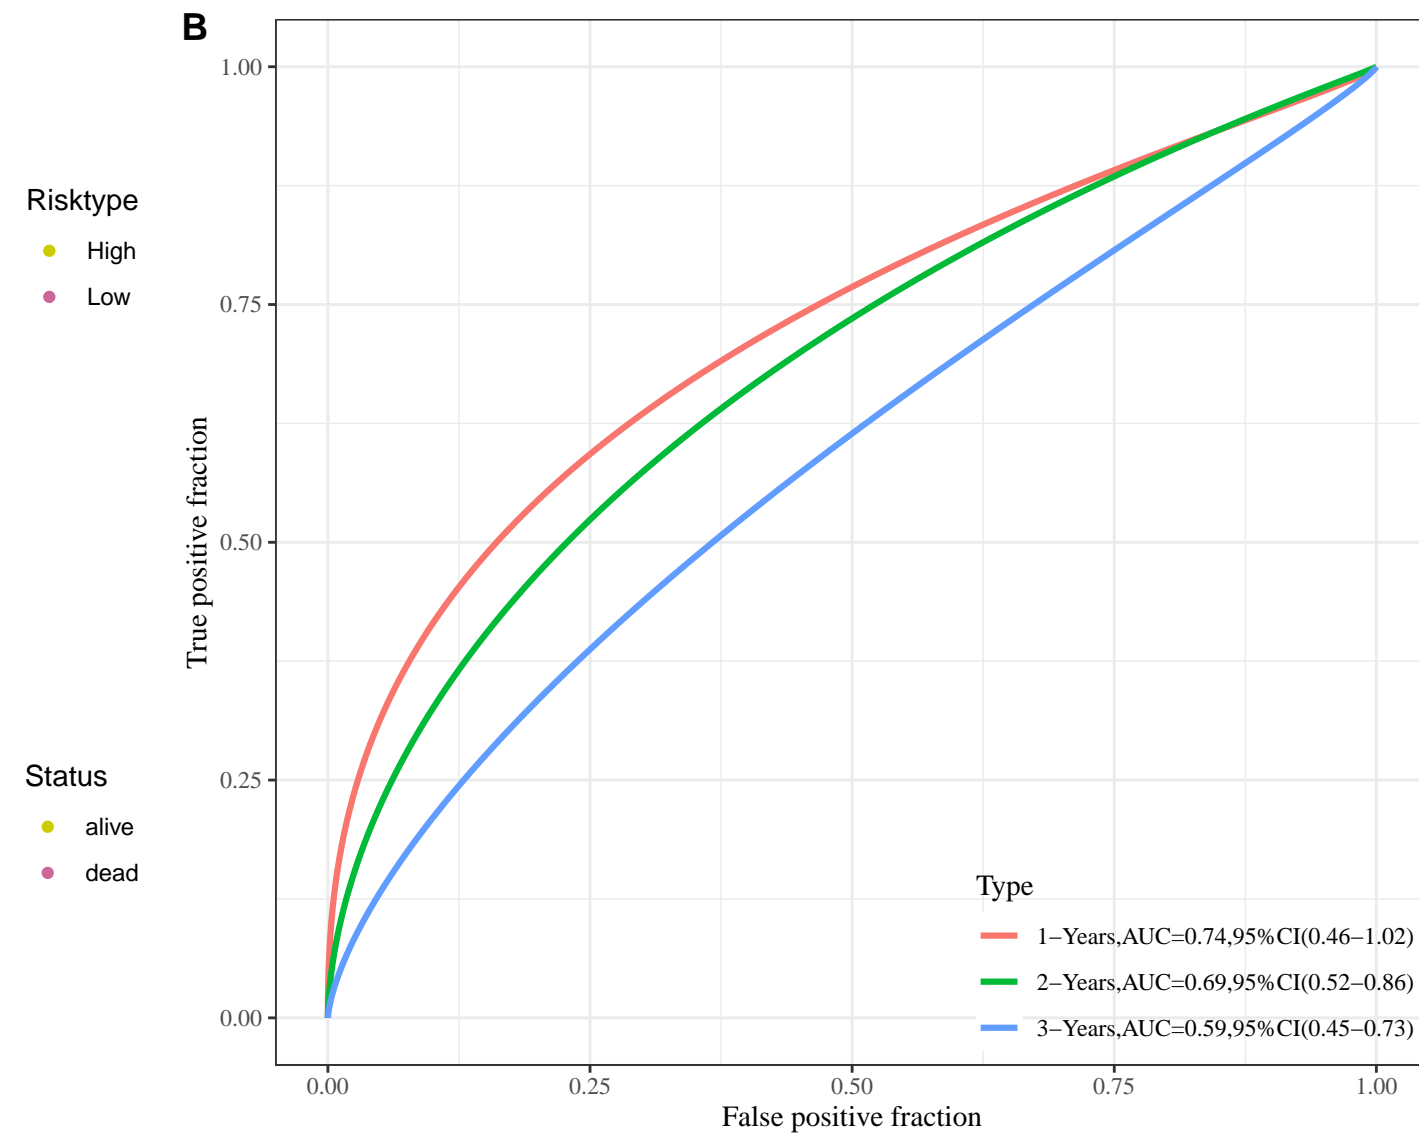 B
Risktype
High
Low
Status
alive
dead
True positive fraction
1.00
0.75
0.50
0.25
0.00
Type
1−Years,AUC=0.74,95%CI(0.46−1.02)
2−Years,AUC=0.69,95%CI(0.52−0.86)
3−Years,AUC=0.59,95%CI(0.45−0.73)
0.00 0.25 0.50 0.75 1.00
False positive fraction